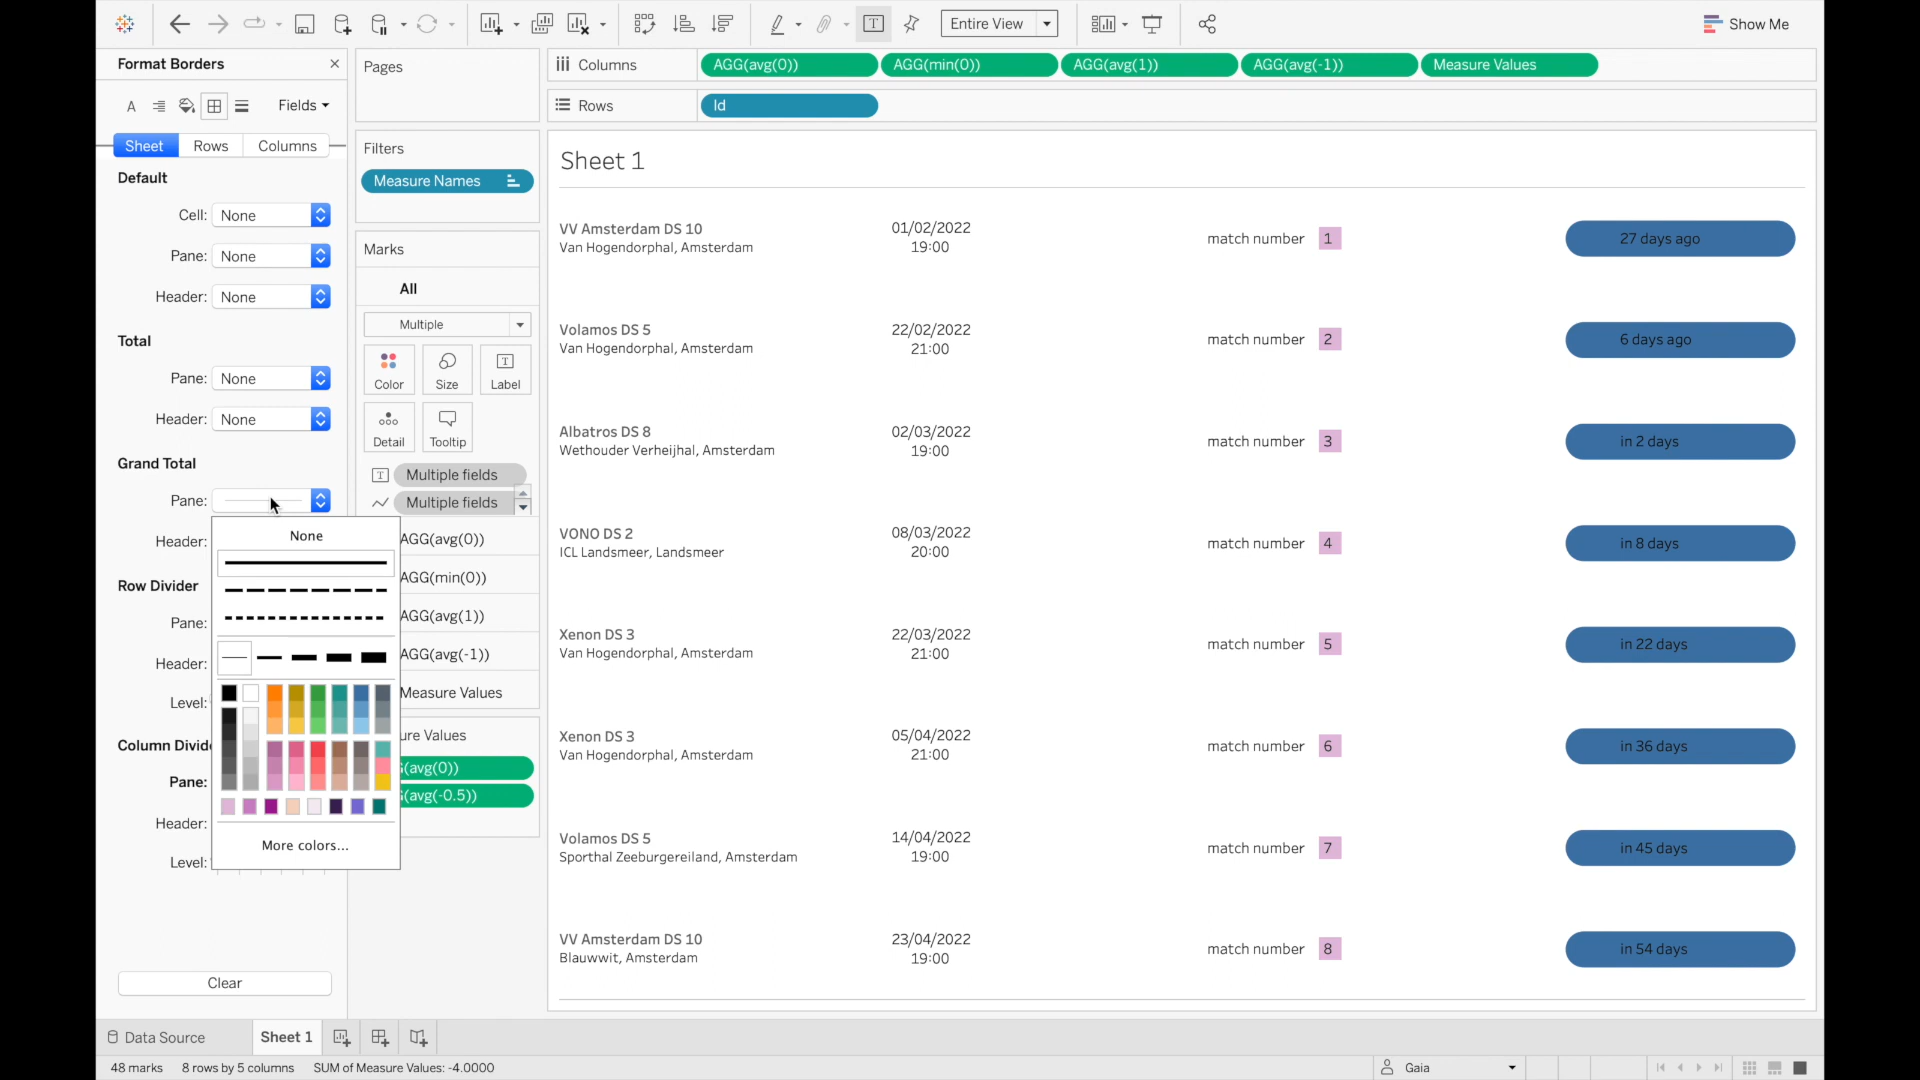 Entire View
Show Me
Format Borders
Fields
Sheet
Rows
Columns
Default
Cell: None
Pane: None
Header: None
Total
Pane: None
Header: None
Grand Total
Pane:
Header:
Row Divider
Pane:
Header:
Level:
Column Divid
Pane:
Header:
Level:
None
More colors...
Clear
Pages
Filters
Measure Names
Marks
All
Multiple
Color
Size
Label
Detail
Tooltip
Multiple fields
Multiple fields
AGG(avg(0))
AGG(min(0))
AGG(avg(1))
AGG(avg(-1))
Measure Values
ure Values
(avg(0))
(avg(-0.5))
Columns
AGG(avg(0))
AGG(min(0))
AGG(avg(1))
AGG(avg(-1))
Measure Values
Rows
Id
Sheet 1
VV Amsterdam DS 10
Van Hogendorphal, Amsterdam
01/02/2022
19:00
match number 1
27 days ago
Volamos DS 5
Van Hogendorphal, Amsterdam
22/02/2022
21:00
match number 2
6 days ago
Albatros DS 8
Wethouder Verheijhal, Amsterdam
02/03/2022
19:00
match number 3
in 2 days
VONO DS 2
ICL Landsmeer, Landsmeer
08/03/2022
20:00
match number 4
in 8 days
Xenon DS 3
Van Hogendorphal, Amsterdam
22/03/2022
21:00
match number 5
in 22 days
Xenon DS 3
Van Hogendorphal, Amsterdam
05/04/2022
21:00
match number 6
in 36 days
Volamos DS 5
Sporthal Zeeburgereiland, Amsterdam
14/04/2022
19:00
match number 7
in 45 days
VV Amsterdam DS 10
Blauwwit, Amsterdam
23/04/2022
19:00
match number 8
in 54 days
Data Source
Sheet 1
48 marks
8 rows by 5 columns
SUM of Measure Values: -4.0000
Gaia